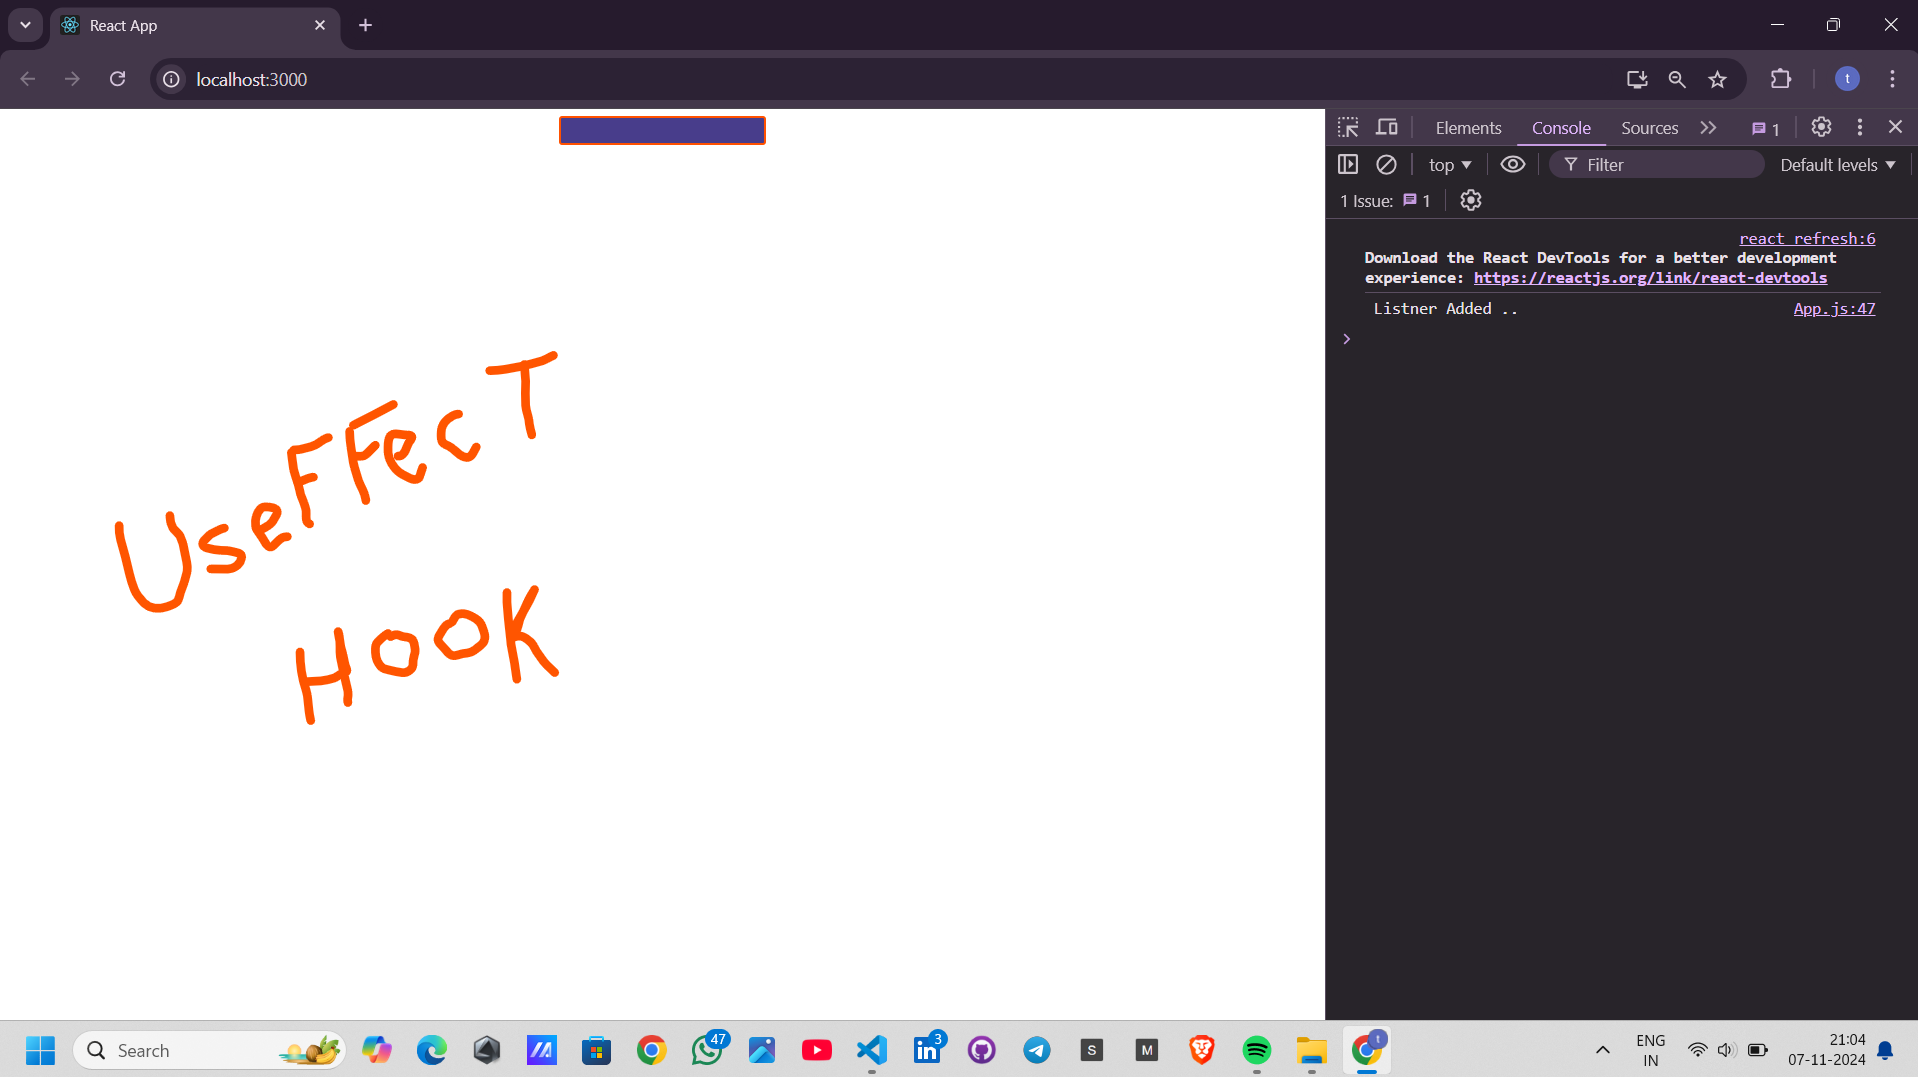 React App
localhost:3000
t
Elements
Console
Sources
1
top
Filter
Default levels
1 Issue:
1
react refresh:6
Download the React DevTools for a better development
experience: https://reactjs.org/link/react-devtools
Listner Added ..
App.js:47
UseFFecT
HooK
Search
47
3
S
M
t
ENG
IN
21:04
07-11-2024